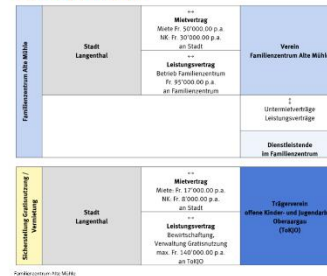 Familienzentrum Alte Mühle
Stadt
Langenthal
↔
Mietvertrag
Miete Fr. 50'000.00 p.a.
NK: Fr. 30'000.00 p.a.
an Stadt
↔
Leistungsvertrag
Betrieb Familienzentrum
Fr. 95'000.00 p.a.
an Familienzentrum
Verein
Familienzentrum Alte Mühle
↕
Untermietverträge
Leistungsverträge
Dienstleistende
im Familienzentrum
Sicherstellung Gratisnutzung /
Vermietung
Stadt
Langenthal
↔
Mietvertrag
Miete: Fr. 17'000.00 p.a.
NK: Fr. 8'000.00 p.a.
an Stadt
↔
Leistungsvertrag
Bewirtschaftung,
Verwaltung Gratisnutzung
max. Fr. 140'000.00 p.a.
an ToKJO
Trägerverein
offene Kinder- und Jugendarbeit
Oberaargau
(ToKJO)
Familienzentrum Alte Mühle